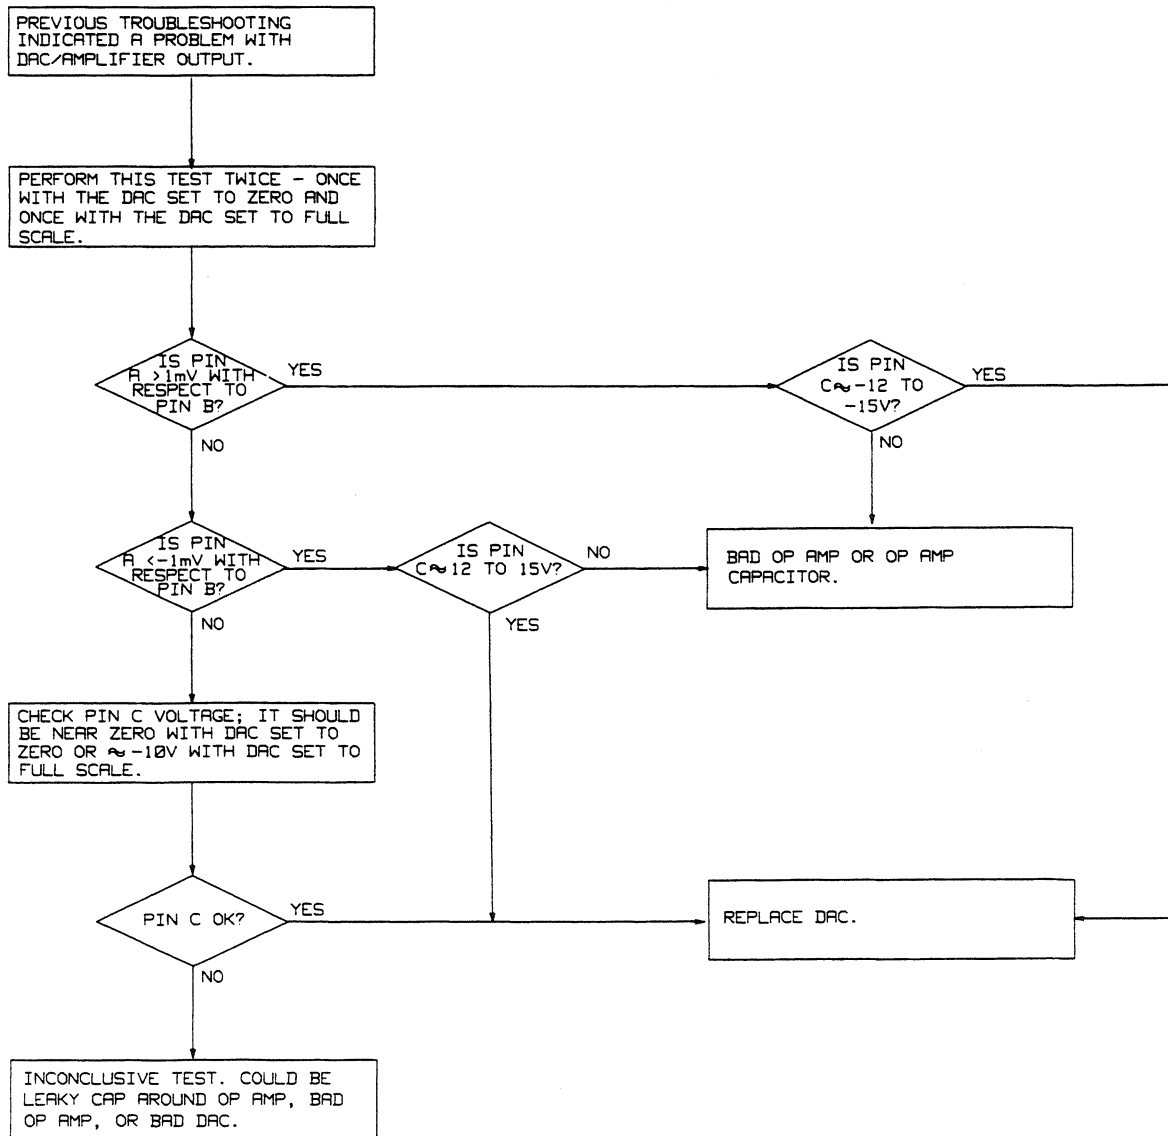 PREVIOUS TROUBLESHOOTING
INDICATED A PROBLEM WITH
DAC/AMPLIFIER OUTPUT.
PERFORM THIS TEST TWICE - ONCE
WITH THE DAC SET TO ZERO AND
ONCE WITH THE DAC SET TO FULL
SCALE.
IS PIN
A >1mV WITH
RESPECT TO
PIN B?
YES
NO
IS PIN
C≈-12 TO
-15V?
YES
NO
IS PIN
A <-1mV WITH
RESPECT TO
PIN B?
YES
NO
IS PIN
C≈12 TO 15V?
NO
YES
BAD OP AMP OR OP AMP
CAPACITOR.
CHECK PIN C VOLTAGE; IT SHOULD
BE NEAR ZERO WITH DAC SET TO
ZERO OR ≈-10V WITH DAC SET TO
FULL SCALE.
PIN C OK?
YES
NO
REPLACE DAC.
INCONCLUSIVE TEST. COULD BE
LEAKY CAP AROUND OP AMP, BAD
OP AMP, OR BAD DAC.